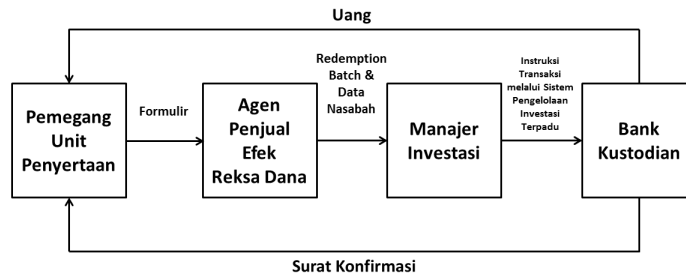 Uang
Pemegang
Unit
Penyertaan
Formulir
Agen
Penjual
Efek
Reksa Dana
Redemption
Batch &
Data
Nasabah
Manajer
Investasi
Instruksi
Transaksi
melalui Sistem
Pengelolaan
Investasi
Terpadu
Bank
Kustodian
Surat Konfirmasi